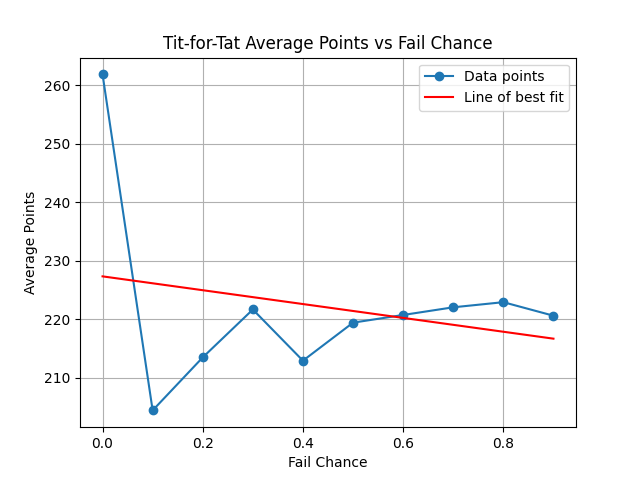 Tit-for-Tat Average Points vs Fail Chance
Data points
Line of best fit
260
250
240
230
220
210
Average Points
0.0 0.2 0.4 0.6 0.8
Fail Chance